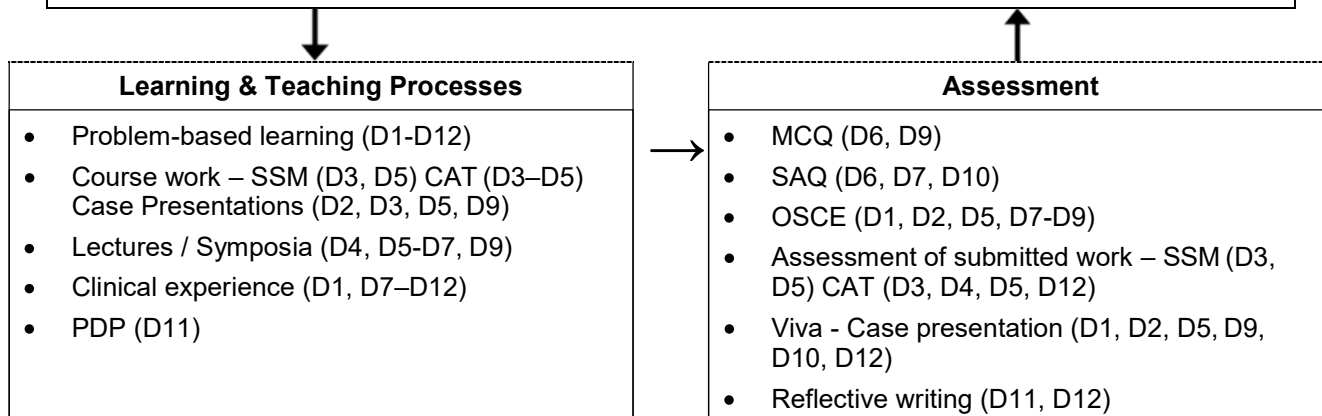 Learning & Teaching Processes
• Problem-based learning (D1-D12)
• Course work – SSM (D3, D5) CAT (D3–D5)
Case Presentations (D2, D3, D5, D9)
• Lectures / Symposia (D4, D5-D7, D9)
• Clinical experience (D1, D7–D12)
• PDP (D11)
Assessment
• MCQ (D6, D9)
• SAQ (D6, D7, D10)
• OSCE (D1, D2, D5, D7-D9)
• Assessment of submitted work – SSM (D3,
D5) CAT (D3, D4, D5, D12)
• Viva - Case presentation (D1, D2, D5, D9,
D10, D12)
• Reflective writing (D11, D12)